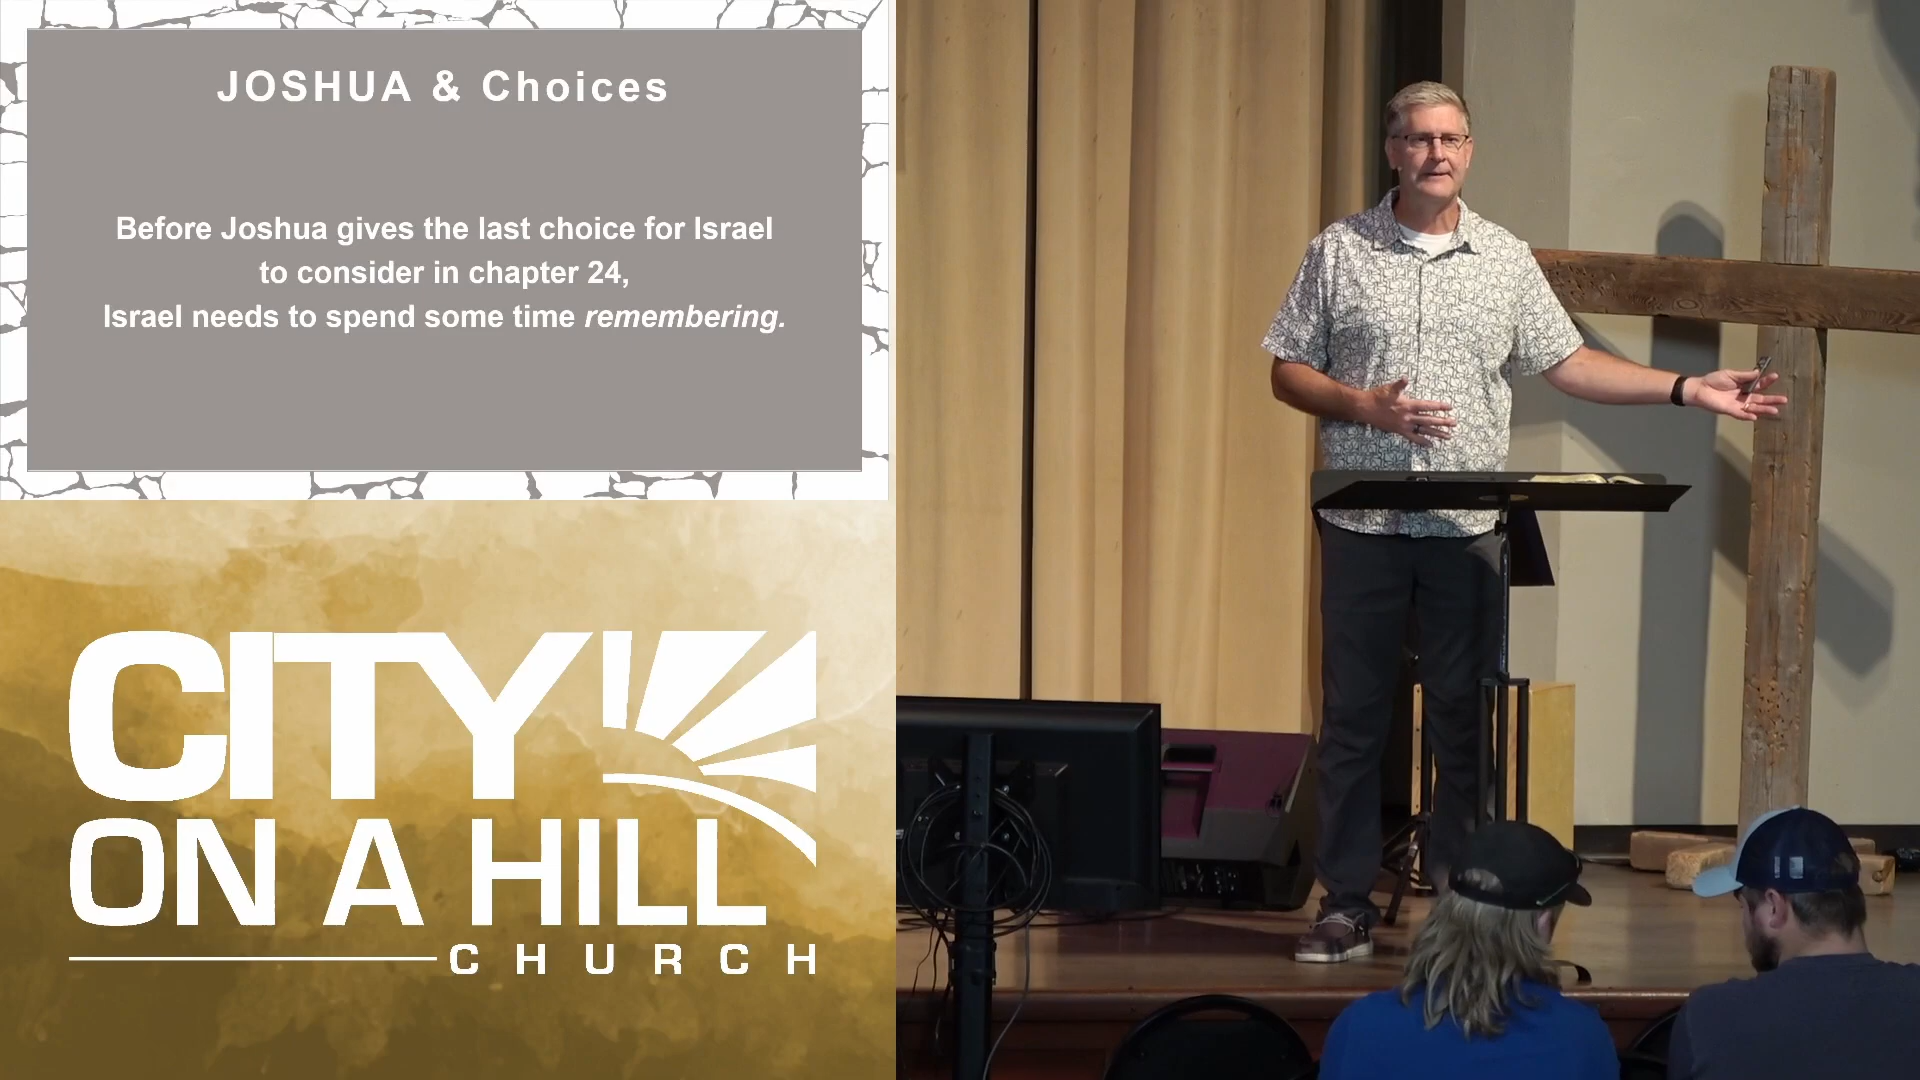 JOSHUA & Choices
Before Joshua gives the last choice for Israel
to consider in chapter 24,
Israel needs to spend some time remembering.
CITY
ON A HILL
CHURCH